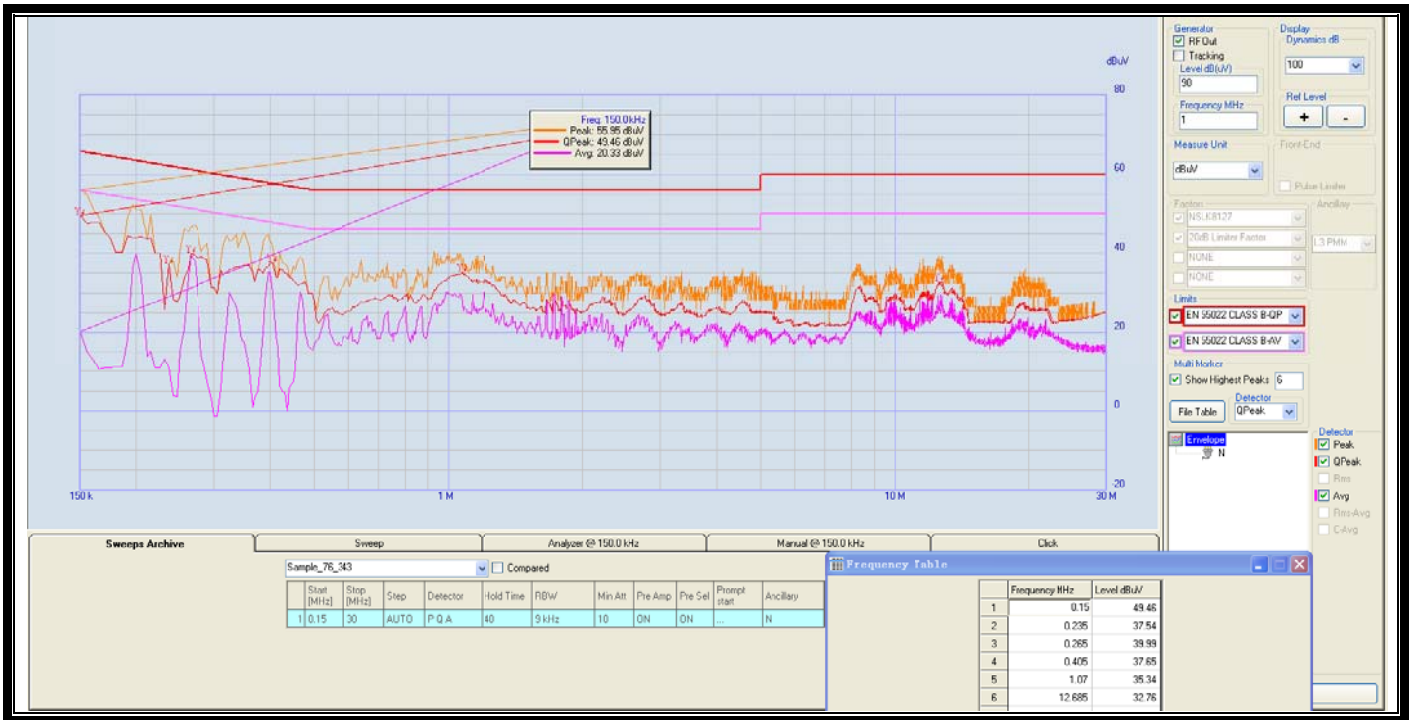 dBuV
80
60
40
20
0
-20
150 k
1 M
10 M
30 M
Freq: 150.0kHz
Peak: 55.95 dBuV
QPeak: 49.46 dBuV
Avg: 20.33 dBuV
Generator
RFOut
Tracking
Level dB(uV)
90
Frequency MHz
1
Display
Dynamics dB
100
Ref Level
+ -
Measure Unit
dBuV
Front-End
Pulse Limiter
Factors
NSLK8127
20dB Limiter Factor
NONE
NONE
Ancillay
L3 PMM
Limits
EN 55022 CLASS B-QP
EN 55022 CLASS B-AV
Multi Marker
Show Highest Peaks 6
File Table
Detector
QPeak
Envelope
N
Detector
Peak
QPeak
Rms
Avg
Rms-Avg
C-Avg
Sweeps Archive Sweep Analyzer @ 150.0 kHz Manual @ 150.0 kHz Click
Sample_76_343 Compared
Start [MHz] Stop [MHz] Step Detector Hold Time RBW Min Att Pre Amp Pre Sel Prompt start Ancillary
1 0.15 30 AUTO P Q A 40 9 kHz 10 ON ON ... N
Frequency Table
Frequency MHz Level dBuV
1 0.15 49.46
2 0.235 37.54
3 0.265 39.99
4 0.405 37.65
5 1.07 35.34
6 12.685 32.76